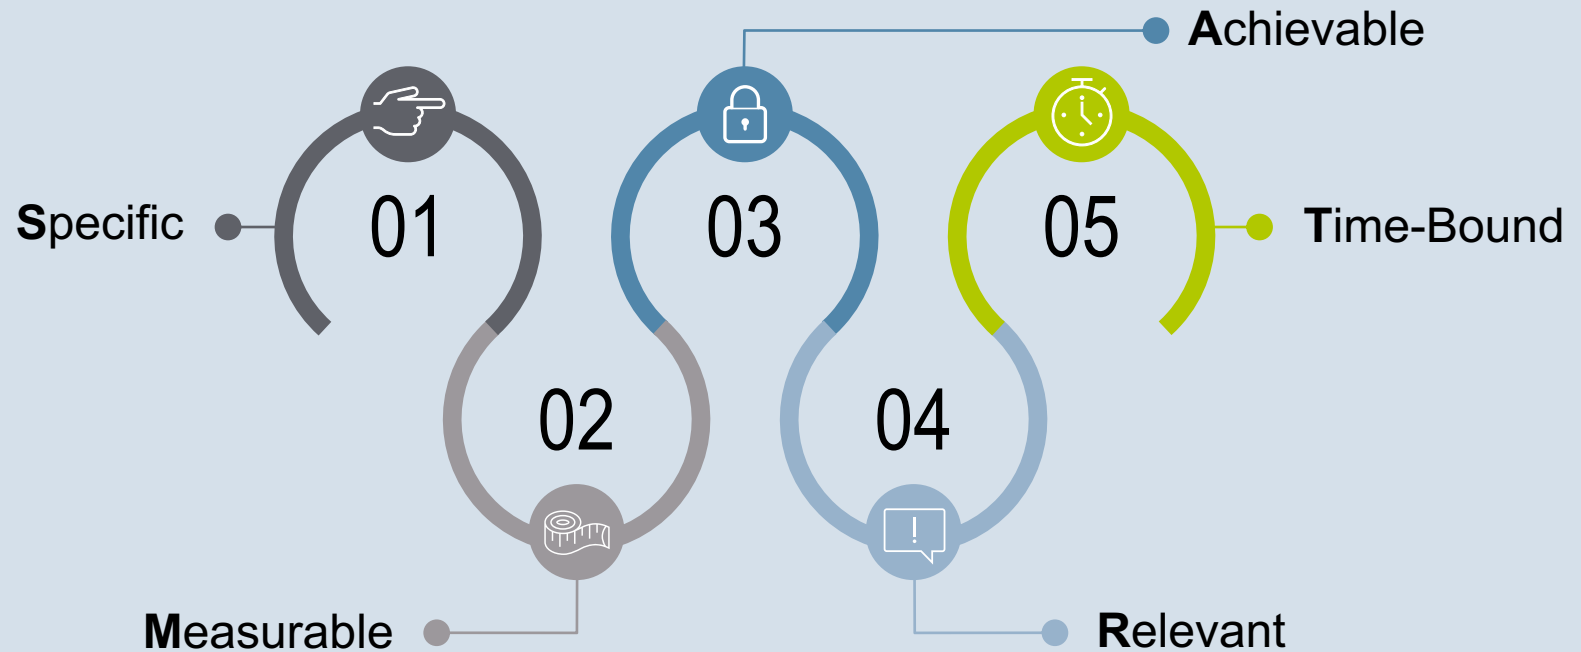 Achievable
Specific
01
03
05
Time-Bound
02
04
!
Measurable
Relevant